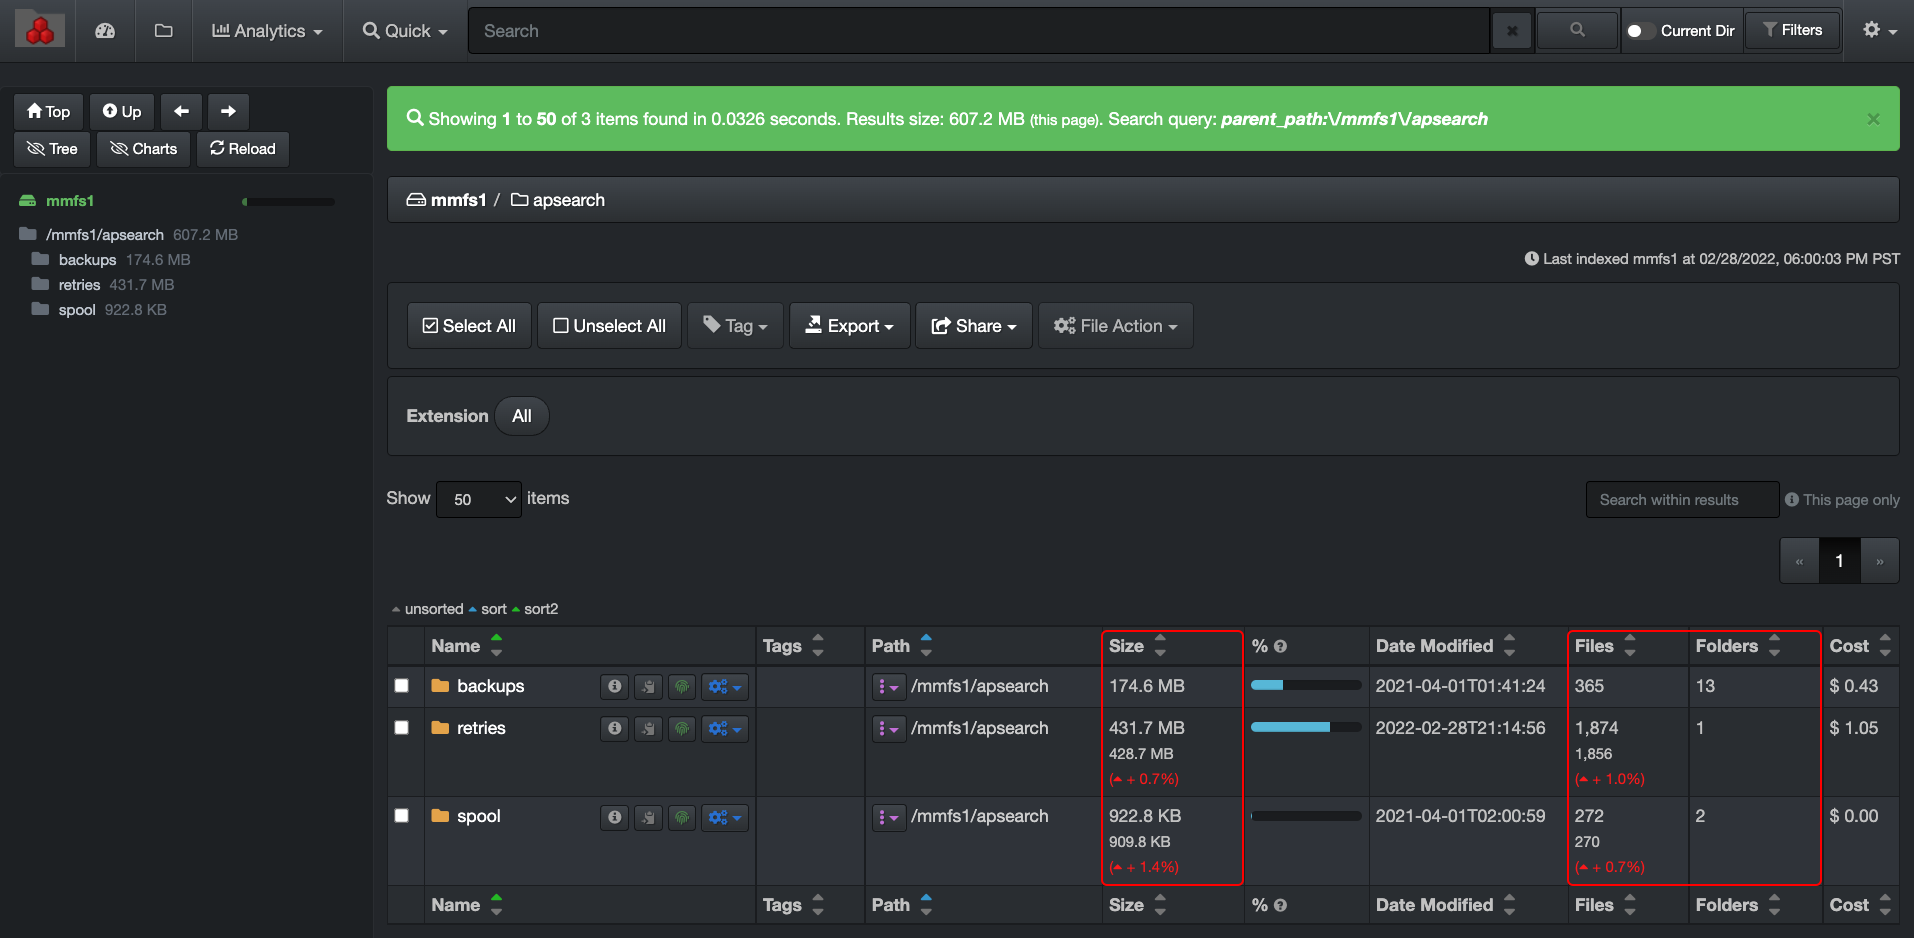 Analytics Quick Search Current Dir Filters
Top Up
Tree Charts Reload
Showing 1 to 50 of 3 items found in 0.0326 seconds. Results size: 607.2 MB (this page). Search query: parent_path:\/mmfs1\/apsearch ×
mmfs1
/mmfs1/apsearch 607.2 MB
backups 174.6 MB
retries 431.7 MB
spool 922.8 KB
mmfs1 / apsearch
Last indexed mmfs1 at 02/28/2022, 06:00:03 PM PST
Select All Unselect All Tag Export Share File Action
Extension All
Show 50 items
Search within results This page only
« 1 »
unsorted sort sort2
Name Tags Path Size % Date Modified Files Folders Cost
backups /mmfs1/apsearch 174.6 MB 2021-04-01T01:41:24 365 13 $ 0.43
retries /mmfs1/apsearch 431.7 MB 2022-02-28T21:14:56 1,874 1 $ 1.05
428.7 MB 1,856
(+ 0.7%) (+ 1.0%)
spool /mmfs1/apsearch 922.8 KB 2021-04-01T02:00:59 272 2 $ 0.00
909.8 KB 270
(+ 1.4%) (+ 0.7%)
Name Tags Path Size % Date Modified Files Folders Cost